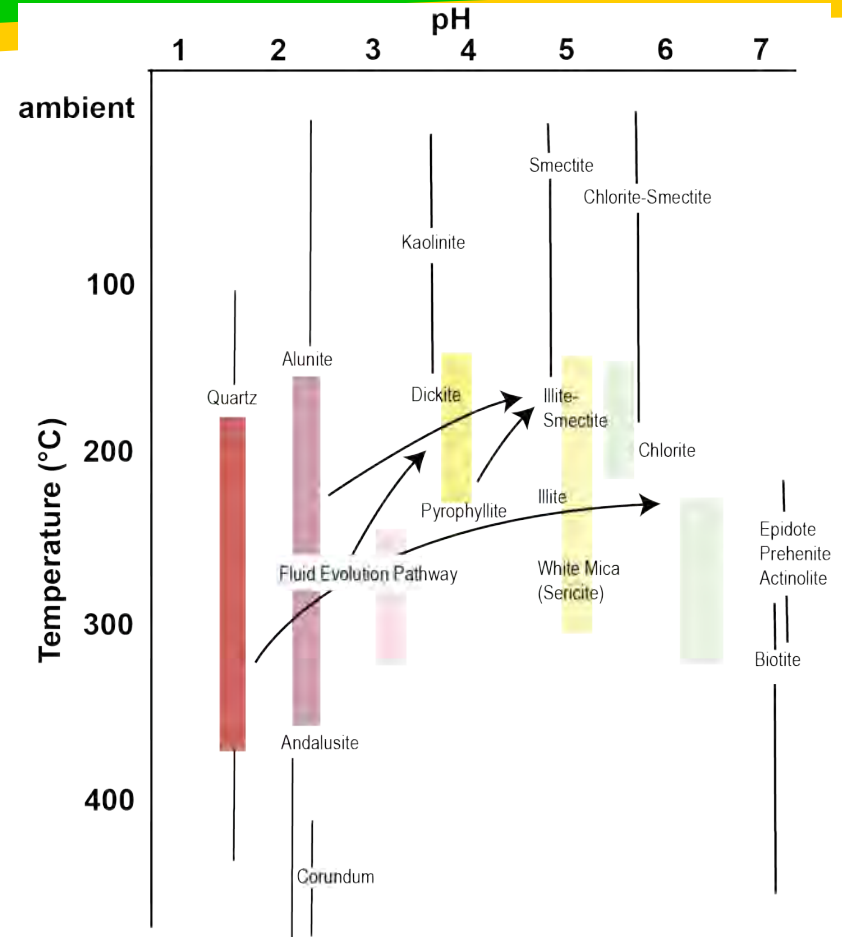 pH
1 2 3 4 5 6 7
ambient
Smectite
Chlorite-Smectite
Kaolinite
100
Alunite
Quartz
Dickite
Illite-
Smectite
200
Chlorite
Illite
Pyrophyllite
Epidote
Prehenite
Actinolite
Fluid Evolution Pathway
White Mica
(Sericite)
300
Biotite
Andalusite
400
Corundum
Temperature (°C)